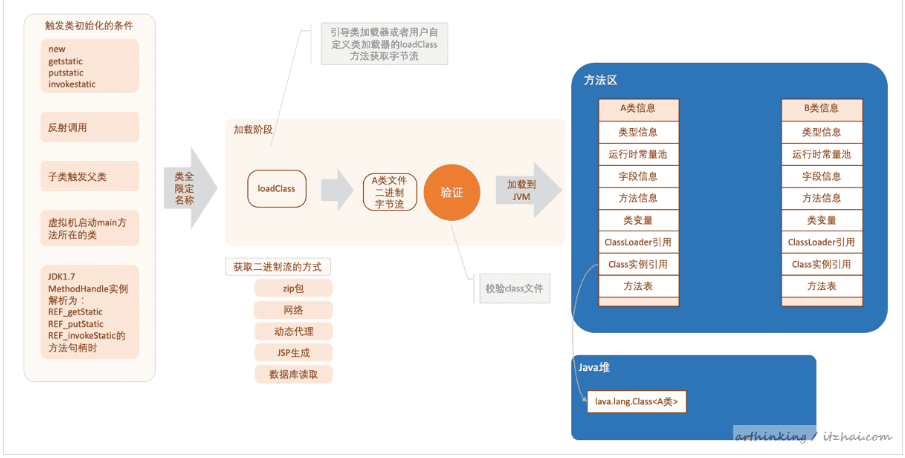 触发类初始化的条件
new
getstatic
putstatic
invokestatic
反射调用
子类触发父类
虚拟机启动main方
法所在的类
JDK1.7
MethodHandle实例
解析为：
REF_getStatic
REF_putStatic
REF_invokeStatic的
方法句柄时
类全
限定
名称
引导类加载器或者用户自
定义类加载器的loadClass
方法获取字节流
加载阶段
loadClass
A类文件
二进制
字节流
验证
加载到
JVM
获取二进制流的方式
zip包
网络
动态代理
JSP生成
数据库读取
校验class文件
方法区
A类信息
类型信息
运行时常量池
字段信息
方法信息
类变量
ClassLoader引用
Class实例引用
方法表
B类信息
类型信息
运行时常量池
字段信息
方法信息
类变量
ClassLoader引用
Class实例引用
方法表
Java堆
lava.lang.Class<A类>
arthinking / itzhai.com